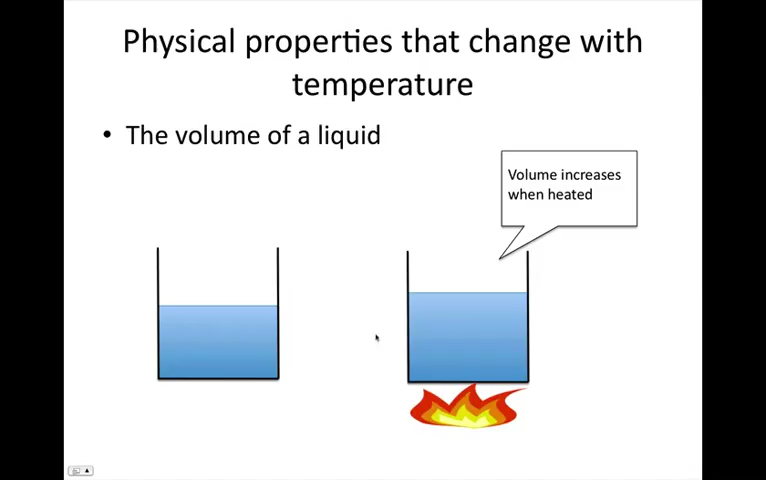 Physical properties that change with
temperature
• The volume of a liquid
Volume increases
when heated